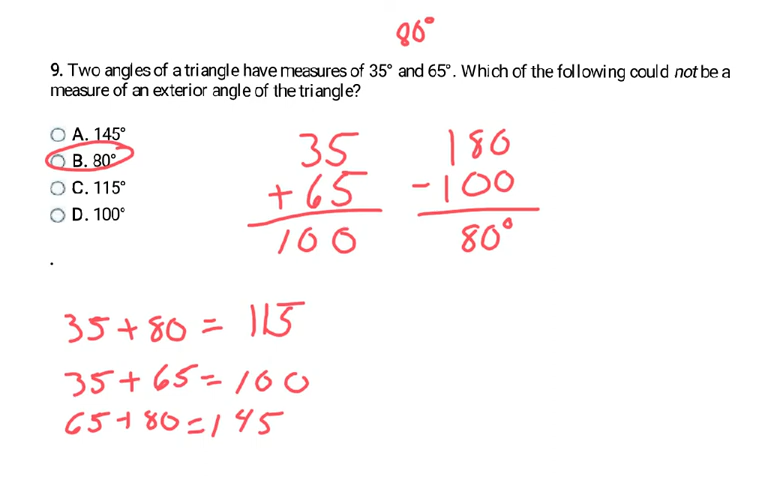 80°
9. Two angles of a triangle have measures of 35° and 65°. Which of the following could not be a
measure of an exterior angle of the triangle?
A. 145°
B. 80°
C. 115°
D. 100°
.
35
+65
100
180
-100
80°
35+80=115
35+65=100
65+80=145